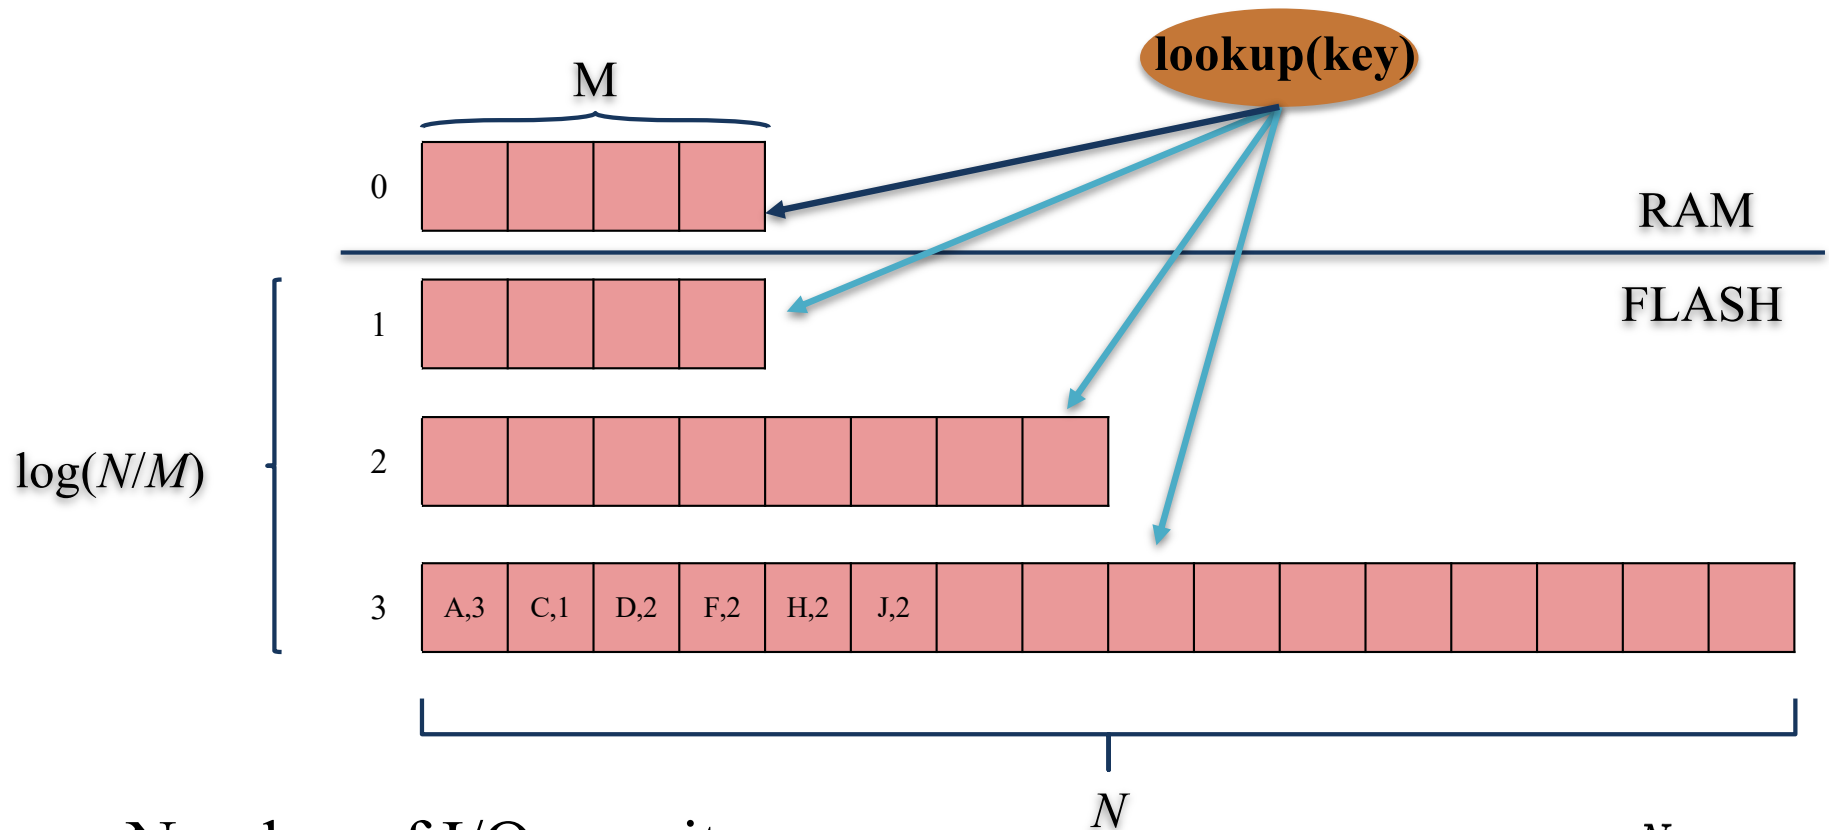 lookup(key)
M
0
RAM
FLASH
1
log(N/M)
2
3
A,3 C,1 D,2 F,2 H,2 J,2
N